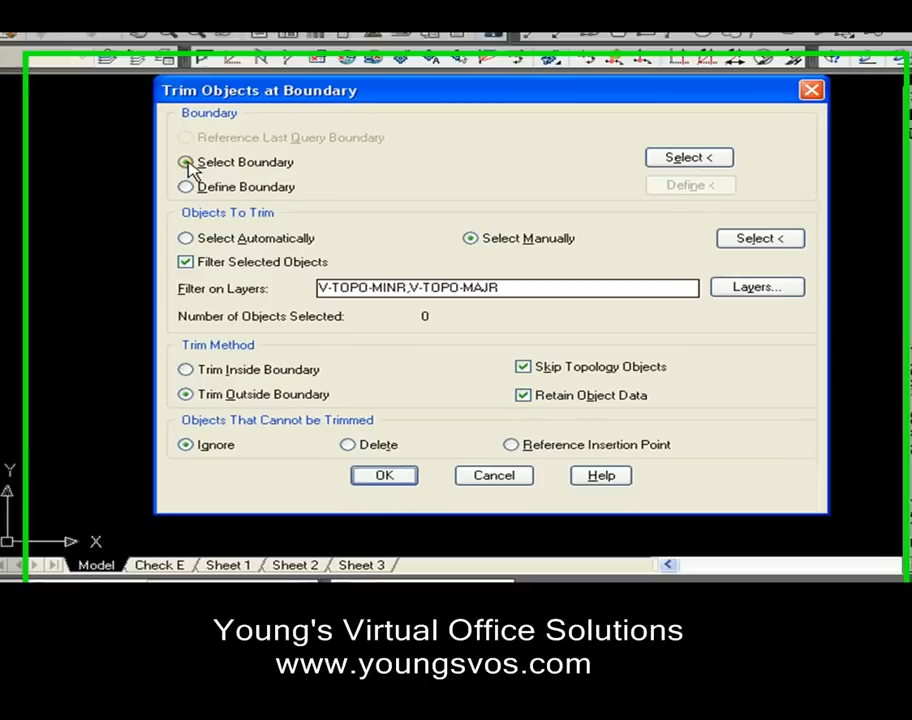 Trim Objects at Boundary
Boundary
Reference Last Query Boundary
Select Boundary
Select <
Define Boundary
Define <
Objects To Trim
Select Automatically
Select Manually
Select <
Filter Selected Objects
Filter on Layers:
V-TOPO-MINR,V-TOPO-MAJR
Layers...
Number of Objects Selected:
0
Trim Method
Trim Inside Boundary
Skip Topology Objects
Trim Outside Boundary
Retain Object Data
Objects That Cannot be Trimmed
Ignore
Delete
Reference Insertion Point
OK
Cancel
Help
Y
X
Model
Check E
Sheet 1
Sheet 2
Sheet 3
Young's Virtual Office Solutions
www.youngsvos.com